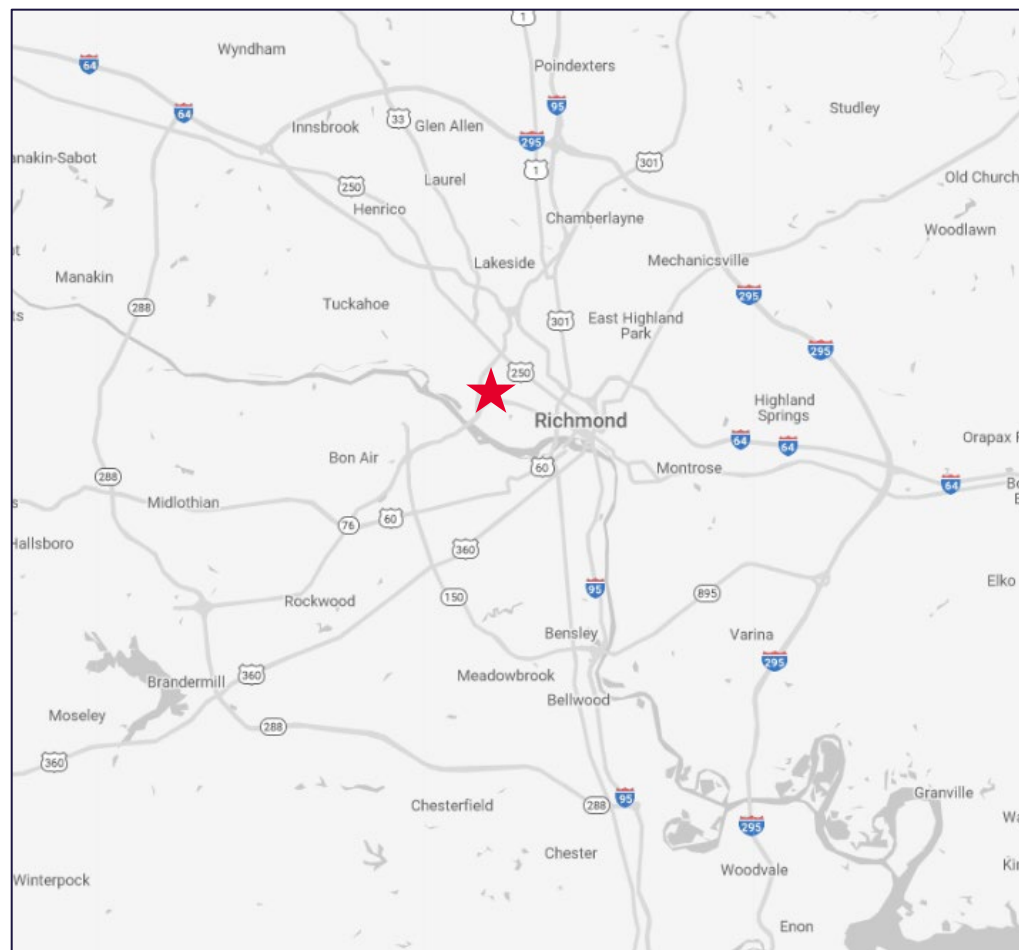 1
Wyndham
64
Poindexters
95
Studley
64
33
Glen Allen
Innsbrook
295
301
anakin-Sabot
1
Laurel
Old Church
250
Henrico
Chamberlayne
Woodlawn
Lakeside
Mechanicsville
Manakin
295
Tuckahoe
288
301
East Highland
Park
295
250
Highland
Springs
Richmond
64
64
Orapax
Bon Air
60
Montrose
288
64
Midlothian
76
60
Hallsboro
360
Elko
95
150
895
Rockwood
Bensley
Varina
295
360
Meadowbrook
Brandermill
Bellwood
Moseley
288
360
Granville
95
Chesterfield
288
295
Chester
Woodvale
Winterpock
Enon